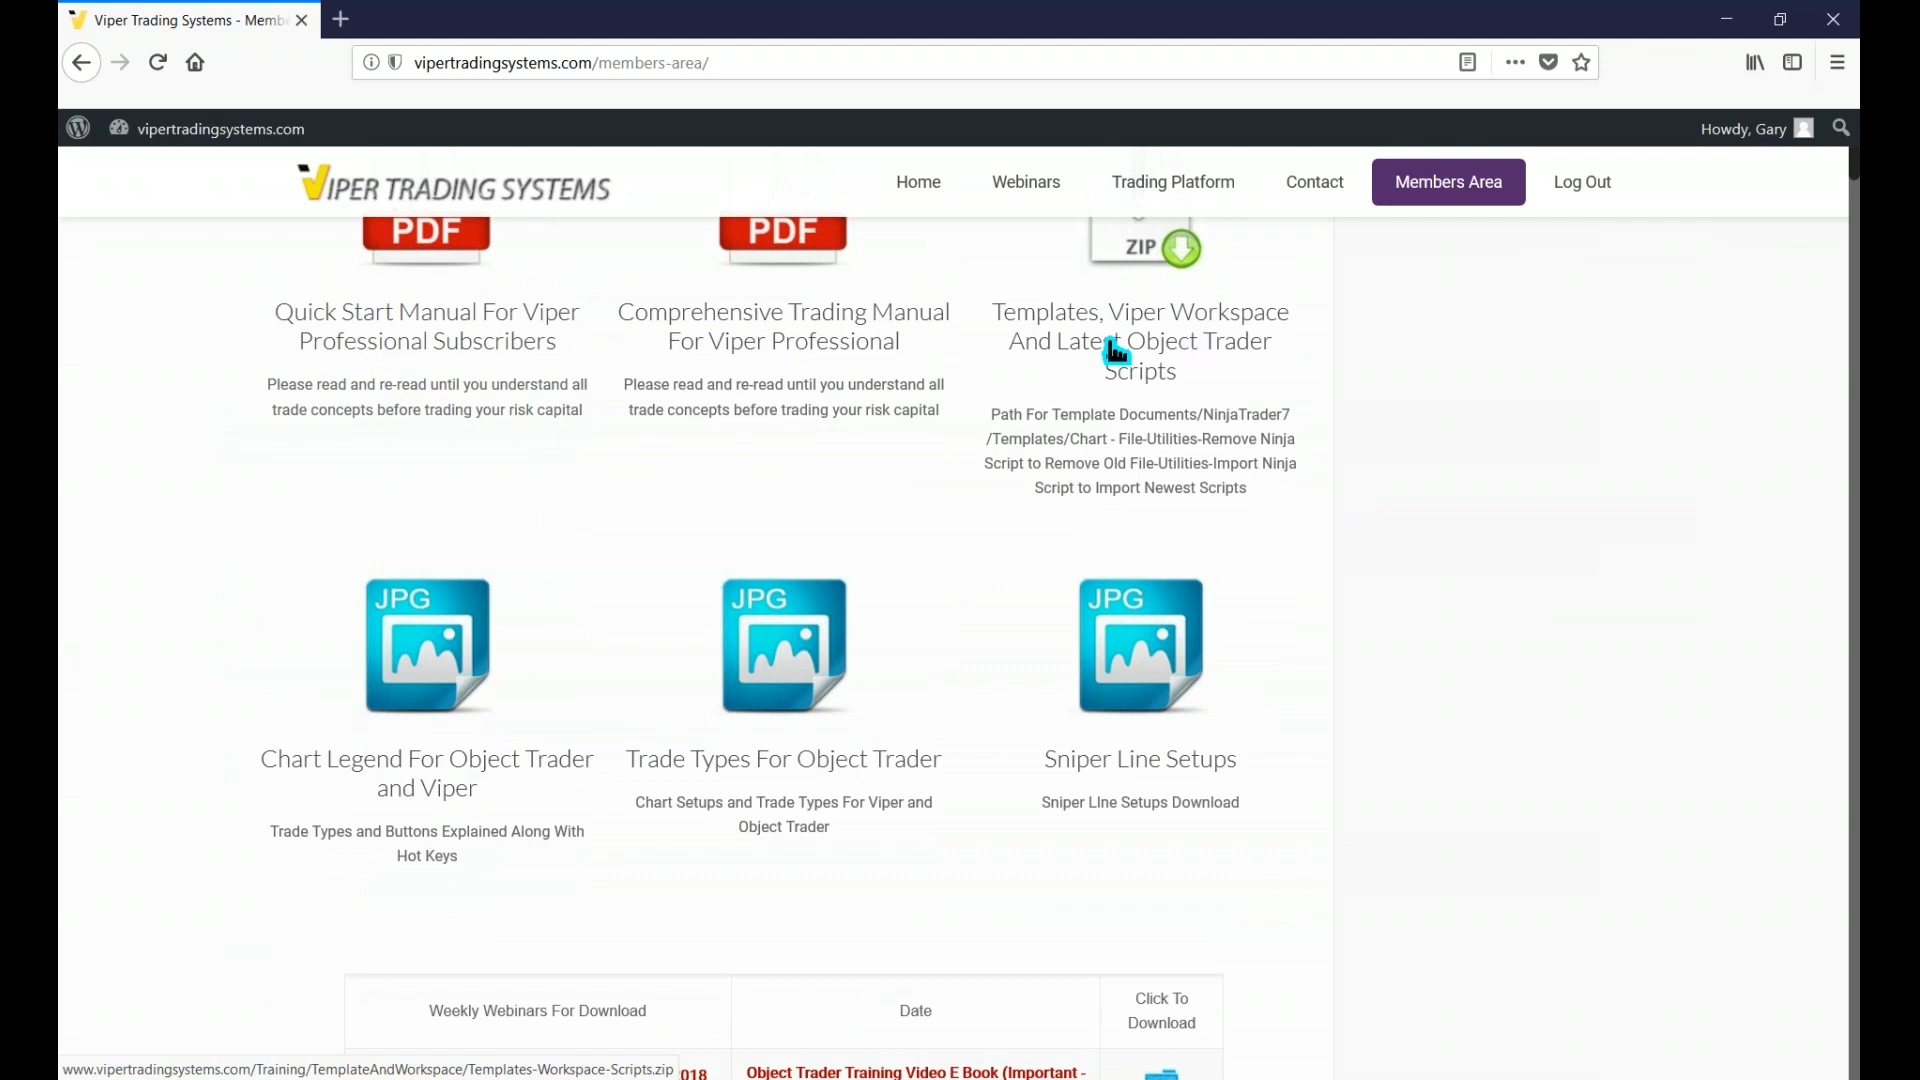 Viper Trading Systems - Memb
vipertradingsystems.com/members-area/
vipertradingsystems.com
Howdy, Gary
VIPER TRADING SYSTEMS
Home
Webinars
Trading Platform
Contact
Members Area
Log Out
PDF
PDF
ZIP
Quick Start Manual For Viper
Professional Subscribers
Please read and re-read until you understand all
trade concepts before trading your risk capital
Comprehensive Trading Manual
For Viper Professional
Please read and re-read until you understand all
trade concepts before trading your risk capital
Templates, Viper Workspace
And Latest Object Trader
Scripts
Path For Template Documents/NinjaTrader7
/Templates/Chart - File-Utilities-Remove Ninja
Script to Remove Old File-Utilities-Import Ninja
Script to Import Newest Scripts
JPG
JPG
JPG
Chart Legend For Object Trader
and Viper
Trade Types and Buttons Explained Along With
Hot Keys
Trade Types For Object Trader
Chart Setups and Trade Types For Viper and
Object Trader
Sniper Line Setups
Sniper LIne Setups Download
Weekly Webinars For Download
Date
Click To
Download
018
Object Trader Training Video E Book (Important -
www.vipertradingsystems.com/Training/TemplateAndWorkspace/Templates-Workspace-Scripts.zip